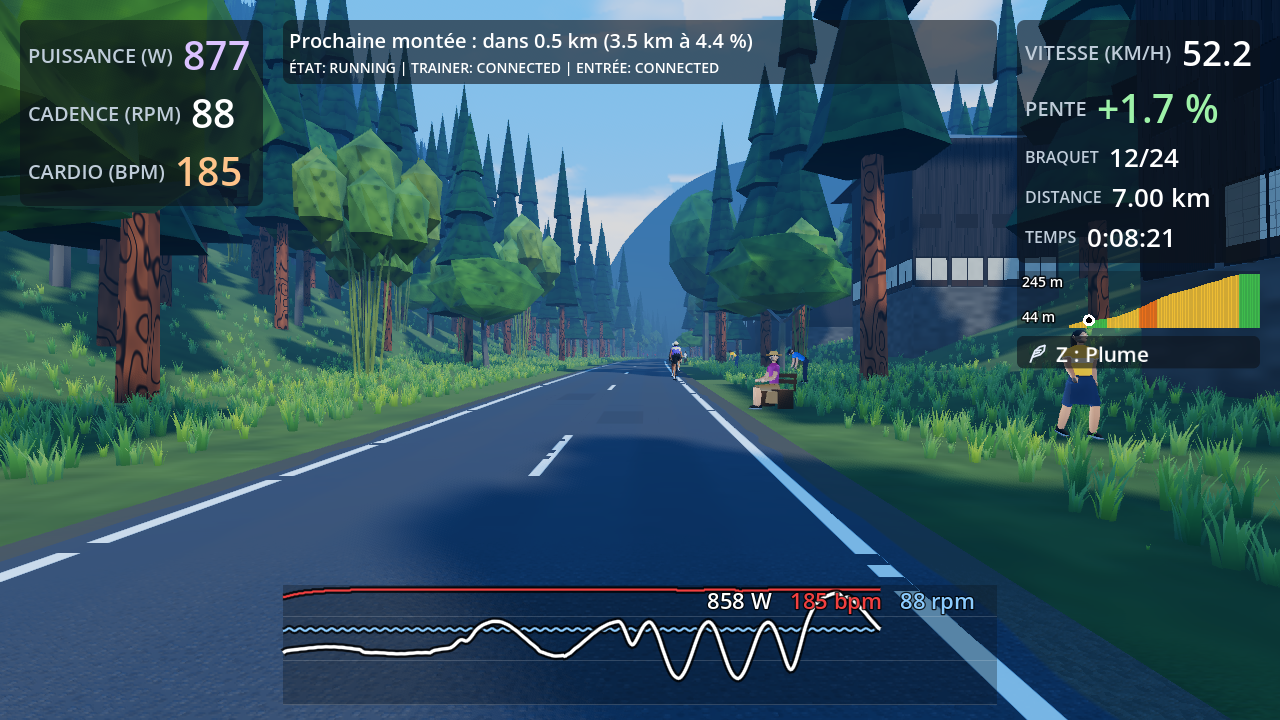 PUISSANCE (W) 877
CADENCE (RPM) 88
CARDIO (BPM) 185
Prochaine montée : dans 0.5 km (3.5 km à 4.4 %)
ÉTAT: RUNNING | TRAINER: CONNECTED | ENTRÉE: CONNECTED
VITESSE (KM/H) 52.2
PENTE +1.7 %
BRAQUET 12/24
DISTANCE 7.00 km
TEMPS 0:08:21
245 m
44 m
Z : Plume
858 W 185 bpm 88 rpm